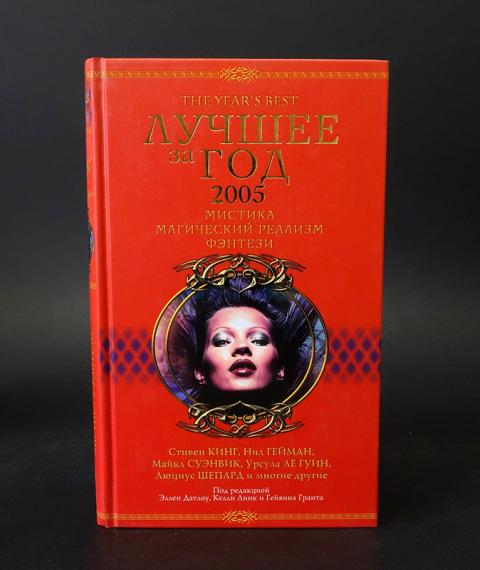 THE YEAR'S BEST
ЛУЧШЕЕ
за ГОД
2005
МИСТИКА
МАГИЧЕСКИЙ РЕАЛИЗМ
ФЭНТЕЗИ
Стивен КИНГ, Нил ГЕЙМАН,
Майкл СУЭНВИК, Урсула ЛЕ ГУИН,
Люциус ШЕПАРД и многие другие
Под редакцией
Эллен Датлоу, Келли Линк и Гейвина Гранта